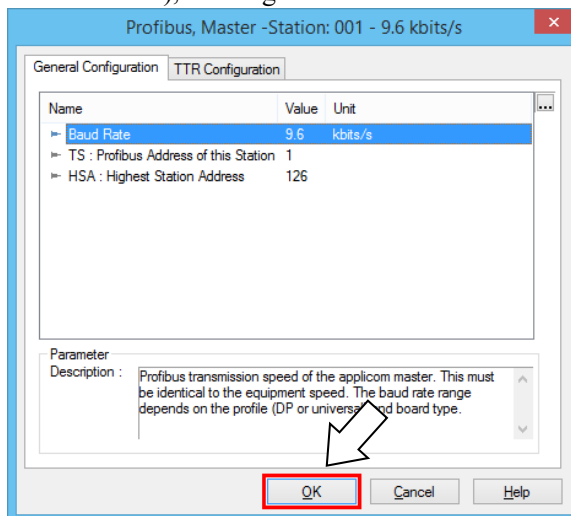 Profibus, Master -Station: 001 - 9.6 kbits/s
General Configuration TTR Configuration
Name Value Unit
Baud Rate 9.6 kbits/s
TS : Profibus Address of this Station 1
HSA : Highest Station Address 126
...
Parameter
Description : Profibus transmission speed of the applicom master. This must
be identical to the equipment speed. The baud rate range
depends on the profile (DP or universal and board type.
OK Cancel Help